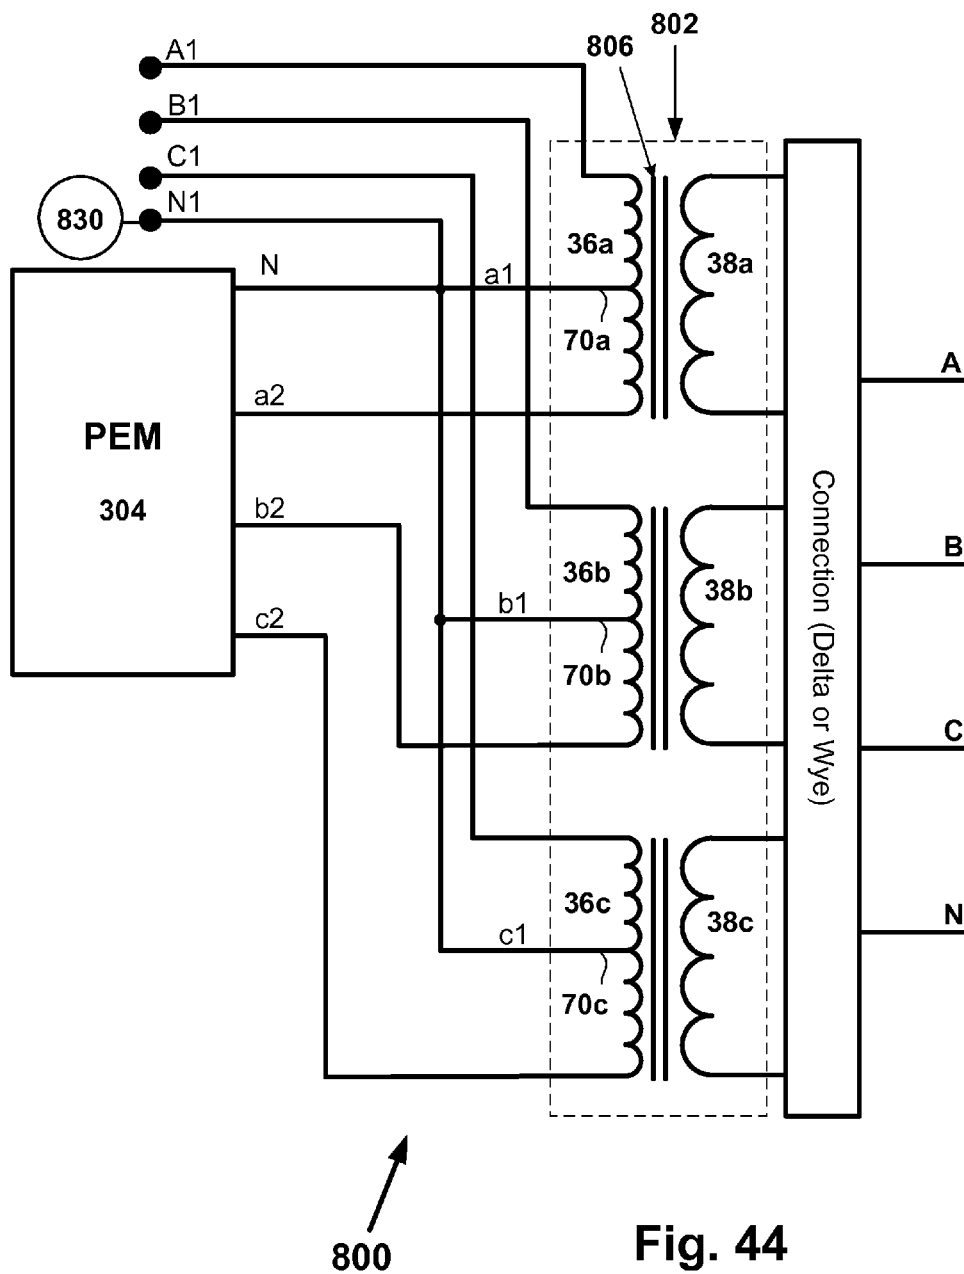 802
A1
806
B1
C1
N1
830
36a
38a
N
a1
70a
A
a2
PEM
304
b2
Connection (Delta or Wye)
B
36b
38b
b1
c2
70b
C
36c
38c
N
c1
70c
800
Fig. 44